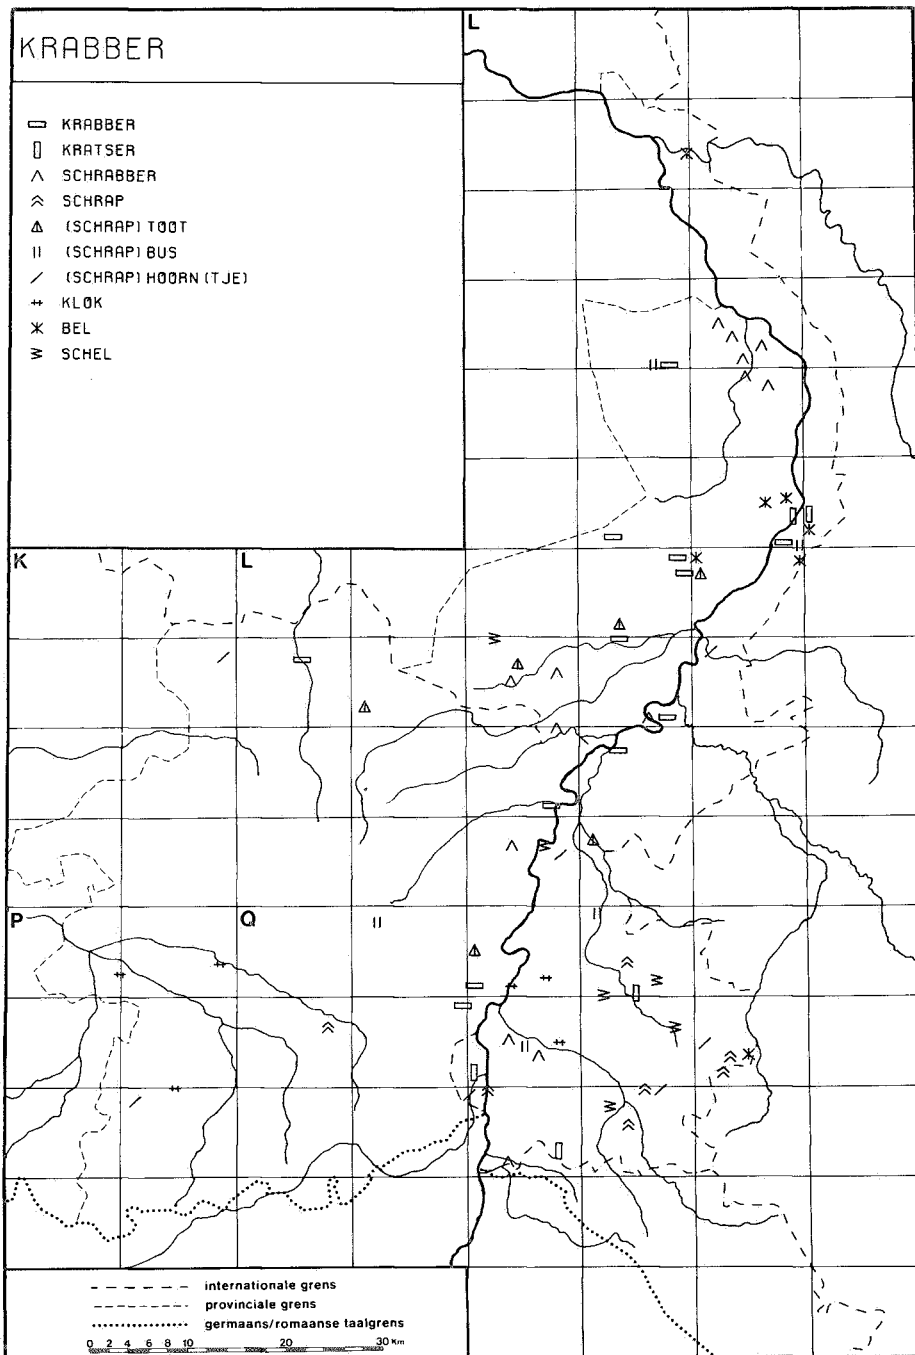 KRABBER
L
KRABBER
KRATSER
SCHRABBER
SCHRAP
(SCHRAP) TOOT
(SCHRAP) BUS
(SCHRAP) HOORN (TJE)
KLOK
BEL
SCHEL
K
L
P
Q
internationale grens
provinciale grens
germaans/romaanse taalgrens
0 2 4 6 8 10 20 30 Km